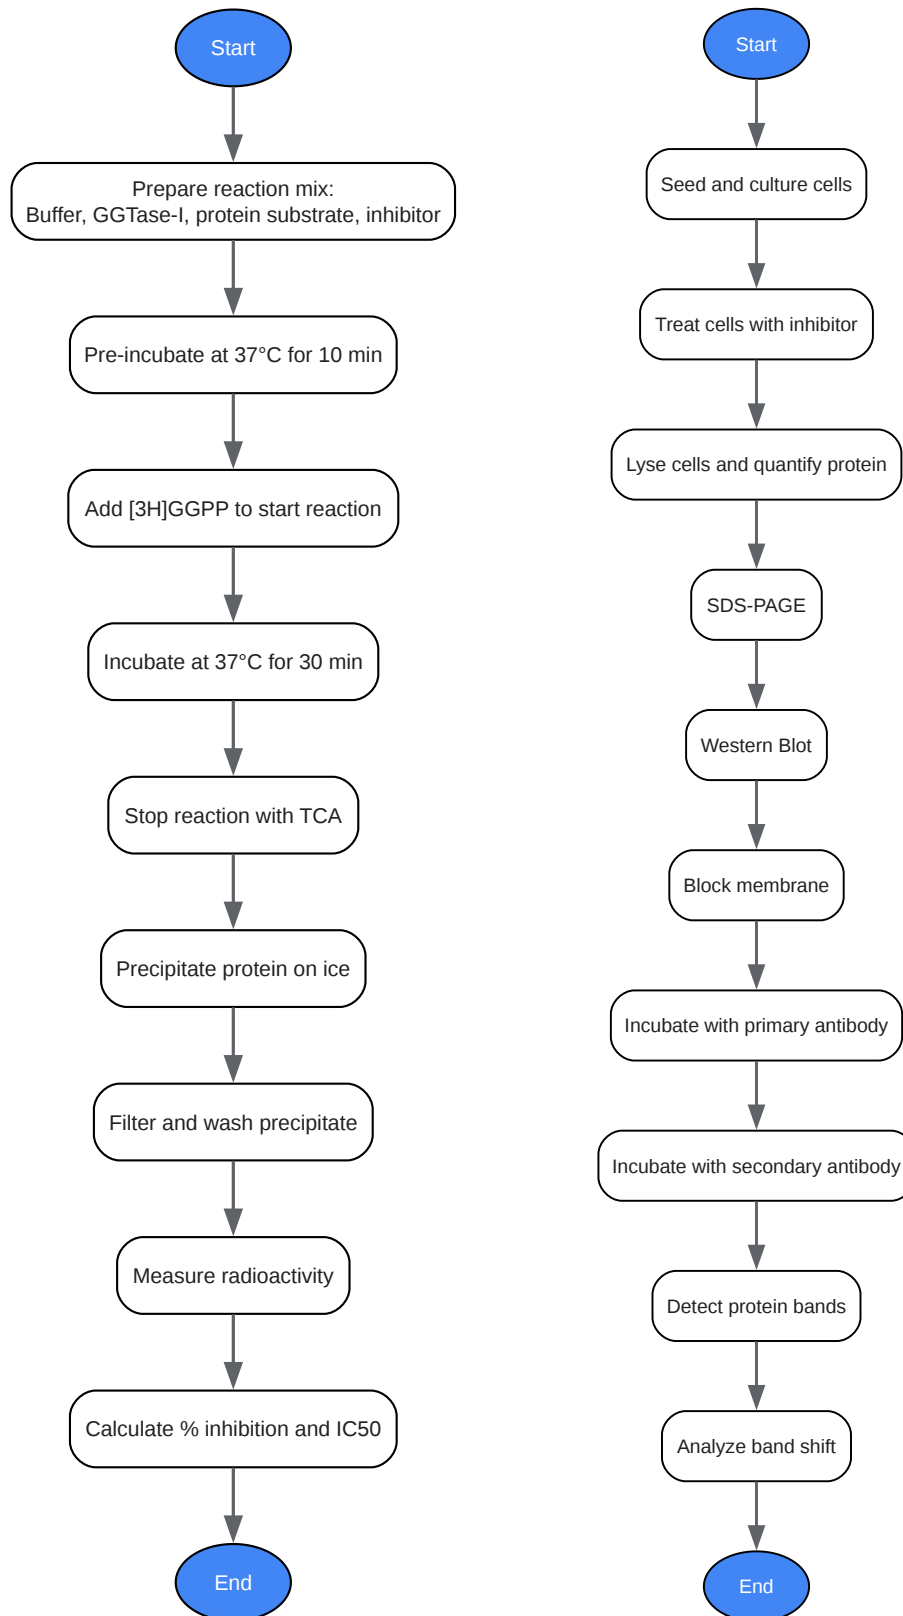 Start
Prepare reaction mix:
Buffer, GGTase-I, protein substrate, inhibitor
Pre-incubate at 37°C for 10 min
Add [3H]GGPP to start reaction
Incubate at 37°C for 30 min
Stop reaction with TCA
Precipitate protein on ice
Filter and wash precipitate
Measure radioactivity
Calculate % inhibition and IC50
End
Start
Seed and culture cells
Treat cells with inhibitor
Lyse cells and quantify protein
SDS-PAGE
Western Blot
Block membrane
Incubate with primary antibody
Incubate with secondary antibody
Detect protein bands
Analyze band shift
End